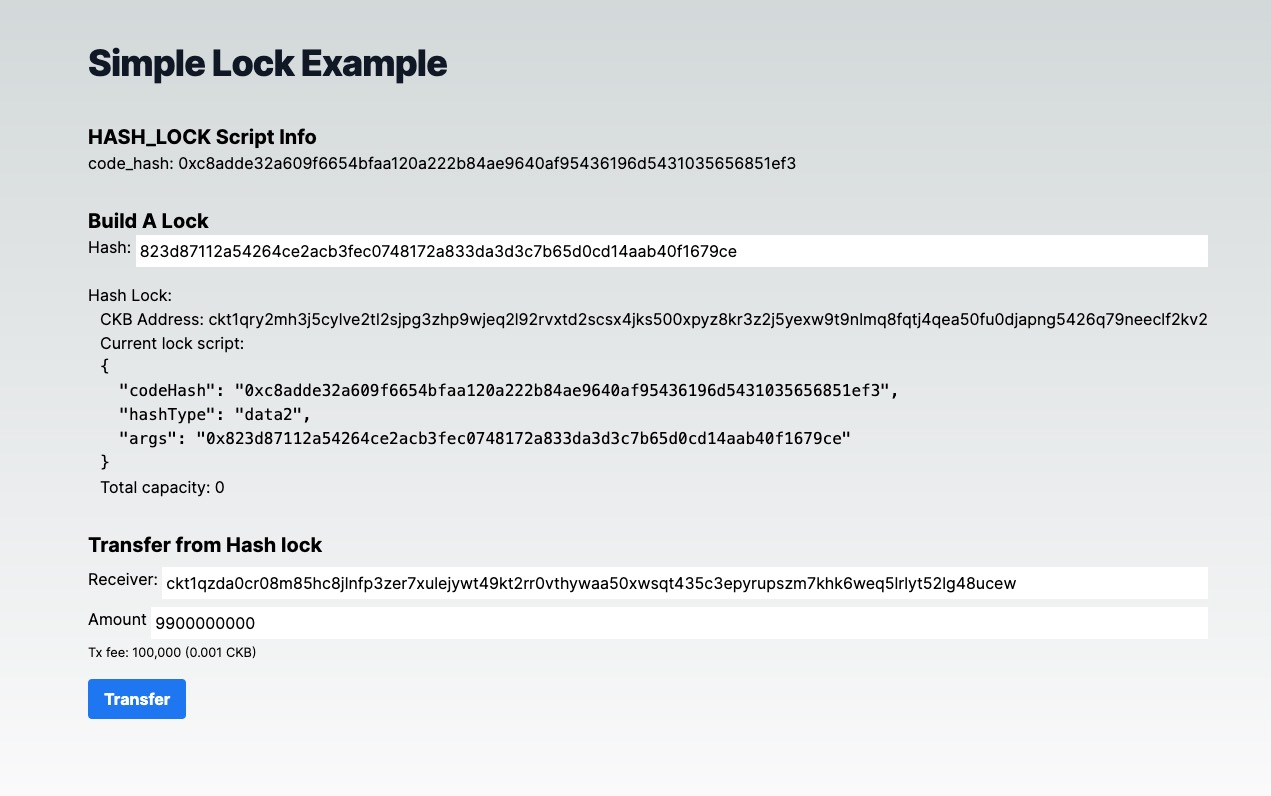 Simple Lock Example
HASH_LOCK Script Info
code_hash: 0xc8adde32a609f6654bfaa120a222b84ae9640af95436196d5431035656851ef3
Build A Lock
Hash: 823d87112a54264ce2acb3fec0748172a833da3d3c7b65d0cd14aab40f1679ce
Hash Lock:
CKB Address: ckt1qry2mh3j5cylve2tl2sjpg3zhp9wjeq2l92rvxtd2scsx4jks500xpyz8kr3z2j5yexw9t9nlmq8fqtj4qea50fu0djapng5426q79neeclf2kv2
Current lock script:
{
"codeHash": "0xc8adde32a609f6654bfaa120a222b84ae9640af95436196d5431035656851ef3",
"hashType": "data2",
"args": "0x823d87112a54264ce2acb3fec0748172a833da3d3c7b65d0cd14aab40f1679ce"
}
Total capacity: 0
Transfer from Hash lock
Receiver: ckt1qzda0cr08m85hc8jlnfp3zer7xulejywt49kt2rr0vthywaa50xwsqt435c3epyrupszm7khk6weq5lrlyt52lg48ucew
Amount 9900000000
Tx fee: 100,000 (0.001 CKB)
Transfer